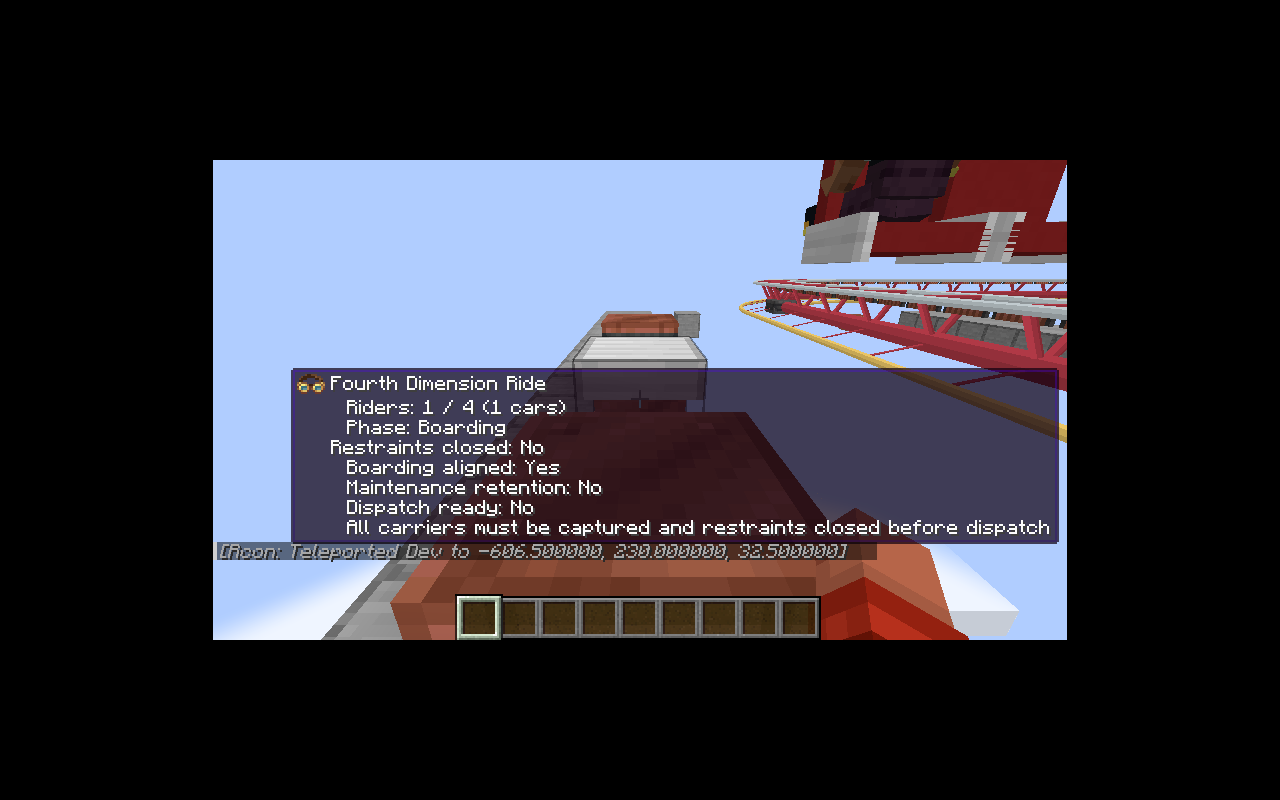 Fourth Dimension Ride
Riders: 1 / 4 (1 cars)
Phase: Boarding
Restraints closed: No
Boarding aligned: Yes
Maintenance retention: No
Dispatch ready: No
All carriers must be captured and restraints closed before dispatch
[Rcon: Teleported Dev to -606.500000, 230.000000, 32.500000]